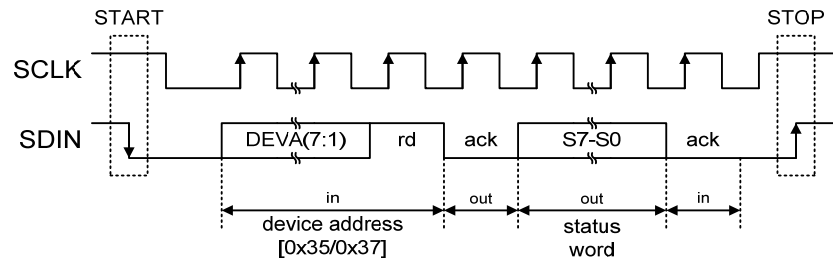 START STOP
SCLK
SDIN DEVA(7:1) rd ack S7-S0 ack
in out out in
device address status
[0x35/0x37] word